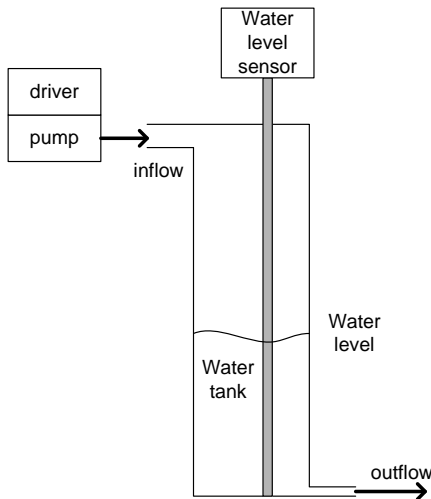 Water
level
sensor
driver
pump
inflow
Water
level
Water
tank
outflow